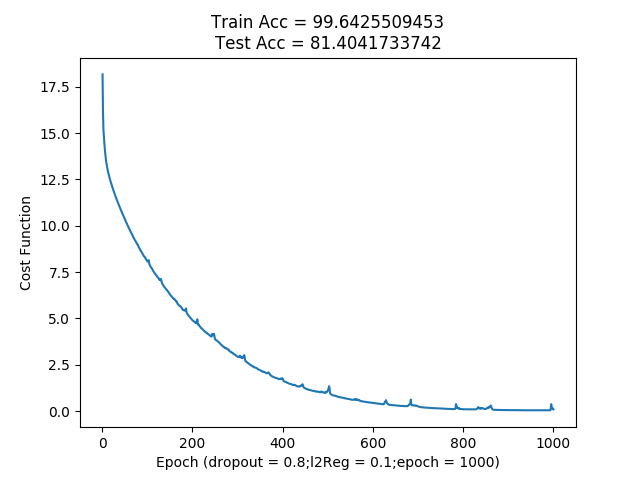 Train Acc = 99.6425509453
Test Acc = 81.4041733742
17.5
15.0
12.5
10.0
7.5
5.0
2.5
0.0
Cost Function
0 200 400 600 800 1000
Epoch (dropout = 0.8;l2Reg = 0.1;epoch = 1000)